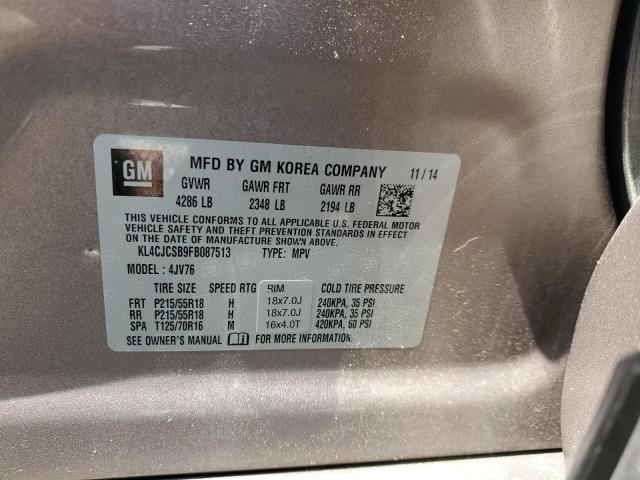 GM
MFD BY GM KOREA COMPANY 11/14
GVWR GAWR FRT GAWR RR
4286 LB 2348 LB 2194 LB
THIS VEHICLE CONFORMS TO ALL APPLICABLE U.S. FEDERAL MOTOR
VEHICLE SAFETY AND THEFT PREVENTION STANDARDS IN EFFECT
ON THE DATE OF MANUFACTURE SHOWN ABOVE.
KL4CJCSB9FB087513 TYPE: MPV
MODEL: 4JV76
TIRE SIZE SPEED RTG RIM COLD TIRE PRESSURE
FRT P215/55R18 H 18x7.0J 240KPA, 35 PSI
RR P215/55R18 H 18x7.0J 240KPA, 35 PSI
SPA T125/70R16 M 16x4.0T 420KPA, 60 PSI
SEE OWNER'S MANUAL FOR MORE INFORMATION.